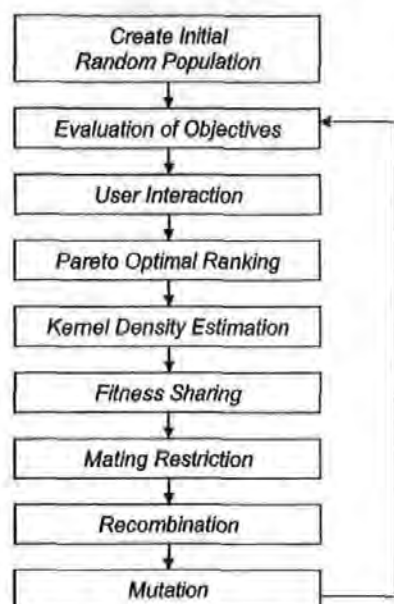 Create Initial
Random Population
Evaluation of Objectives
User Interaction
Pareto Optimal Ranking
Kernel Density Estimation
Fitness Sharing
Mating Restriction
Recombination
Mutation